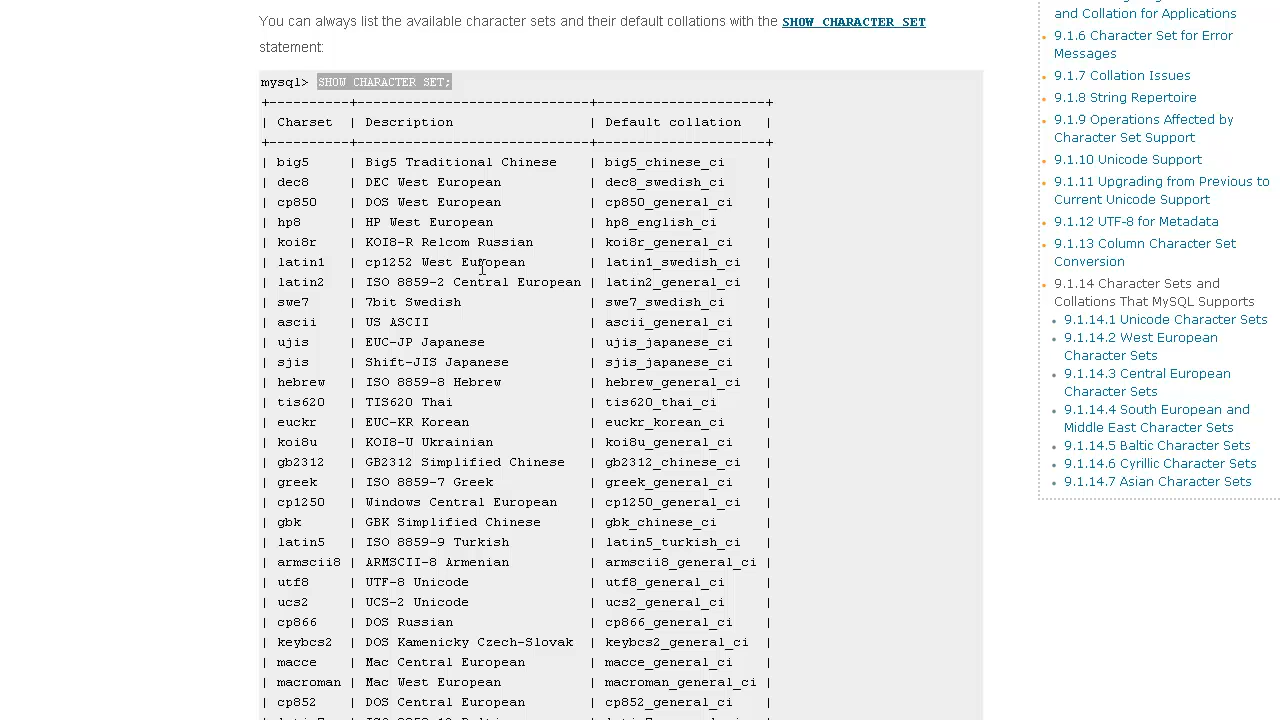 You can always list the available character sets and their default collations with the SHOW CHARACTER SET
statement:
mysql> SHOW CHARACTER SET;
+----------+-----------------------------+---------------------+
| Charset | Description | Default collation |
+----------+-----------------------------+---------------------+
| big5 | Big5 Traditional Chinese | big5_chinese_ci |
| dec8 | DEC West European | dec8_swedish_ci |
| cp850 | DOS West European | cp850_general_ci |
| hp8 | HP West European | hp8_english_ci |
| koi8r | KOI8-R Relcom Russian | koi8r_general_ci |
| latin1 | cp1252 West European | latin1_swedish_ci |
| latin2 | ISO 8859-2 Central European | latin2_general_ci |
| swe7 | 7bit Swedish | swe7_swedish_ci |
| ascii | US ASCII | ascii_general_ci |
| ujis | EUC-JP Japanese | ujis_japanese_ci |
| sjis | Shift-JIS Japanese | sjis_japanese_ci |
| hebrew | ISO 8859-8 Hebrew | hebrew_general_ci |
| tis620 | TIS620 Thai | tis620_thai_ci |
| euckr | EUC-KR Korean | euckr_korean_ci |
| koi8u | KOI8-U Ukrainian | koi8u_general_ci |
| gb2312 | GB2312 Simplified Chinese | gb2312_chinese_ci |
| greek | ISO 8859-7 Greek | greek_general_ci |
| cp1250 | Windows Central European | cp1250_general_ci |
| gbk | GBK Simplified Chinese | gbk_chinese_ci |
| latin5 | ISO 8859-9 Turkish | latin5_turkish_ci |
| armscii8 | ARMSCII-8 Armenian | armscii8_general_ci |
| utf8 | UTF-8 Unicode | utf8_general_ci |
| ucs2 | UCS-2 Unicode | ucs2_general_ci |
| cp866 | DOS Russian | cp866_general_ci |
| keybcs2 | DOS Kamenicky Czech-Slovak | keybcs2_general_ci |
| macce | Mac Central European | macce_general_ci |
| macroman | Mac West European | macroman_general_ci |
| cp852 | DOS Central European | cp852_general_ci |
and Collation for Applications
9.1.6 Character Set for Error
Messages
9.1.7 Collation Issues
9.1.8 String Repertoire
9.1.9 Operations Affected by
Character Set Support
9.1.10 Unicode Support
9.1.11 Upgrading from Previous to
Current Unicode Support
9.1.12 UTF-8 for Metadata
9.1.13 Column Character Set
Conversion
9.1.14 Character Sets and
Collations That MySQL Supports
9.1.14.1 Unicode Character Sets
9.1.14.2 West European
Character Sets
9.1.14.3 Central European
Character Sets
9.1.14.4 South European and
Middle East Character Sets
9.1.14.5 Baltic Character Sets
9.1.14.6 Cyrillic Character Sets
9.1.14.7 Asian Character Sets